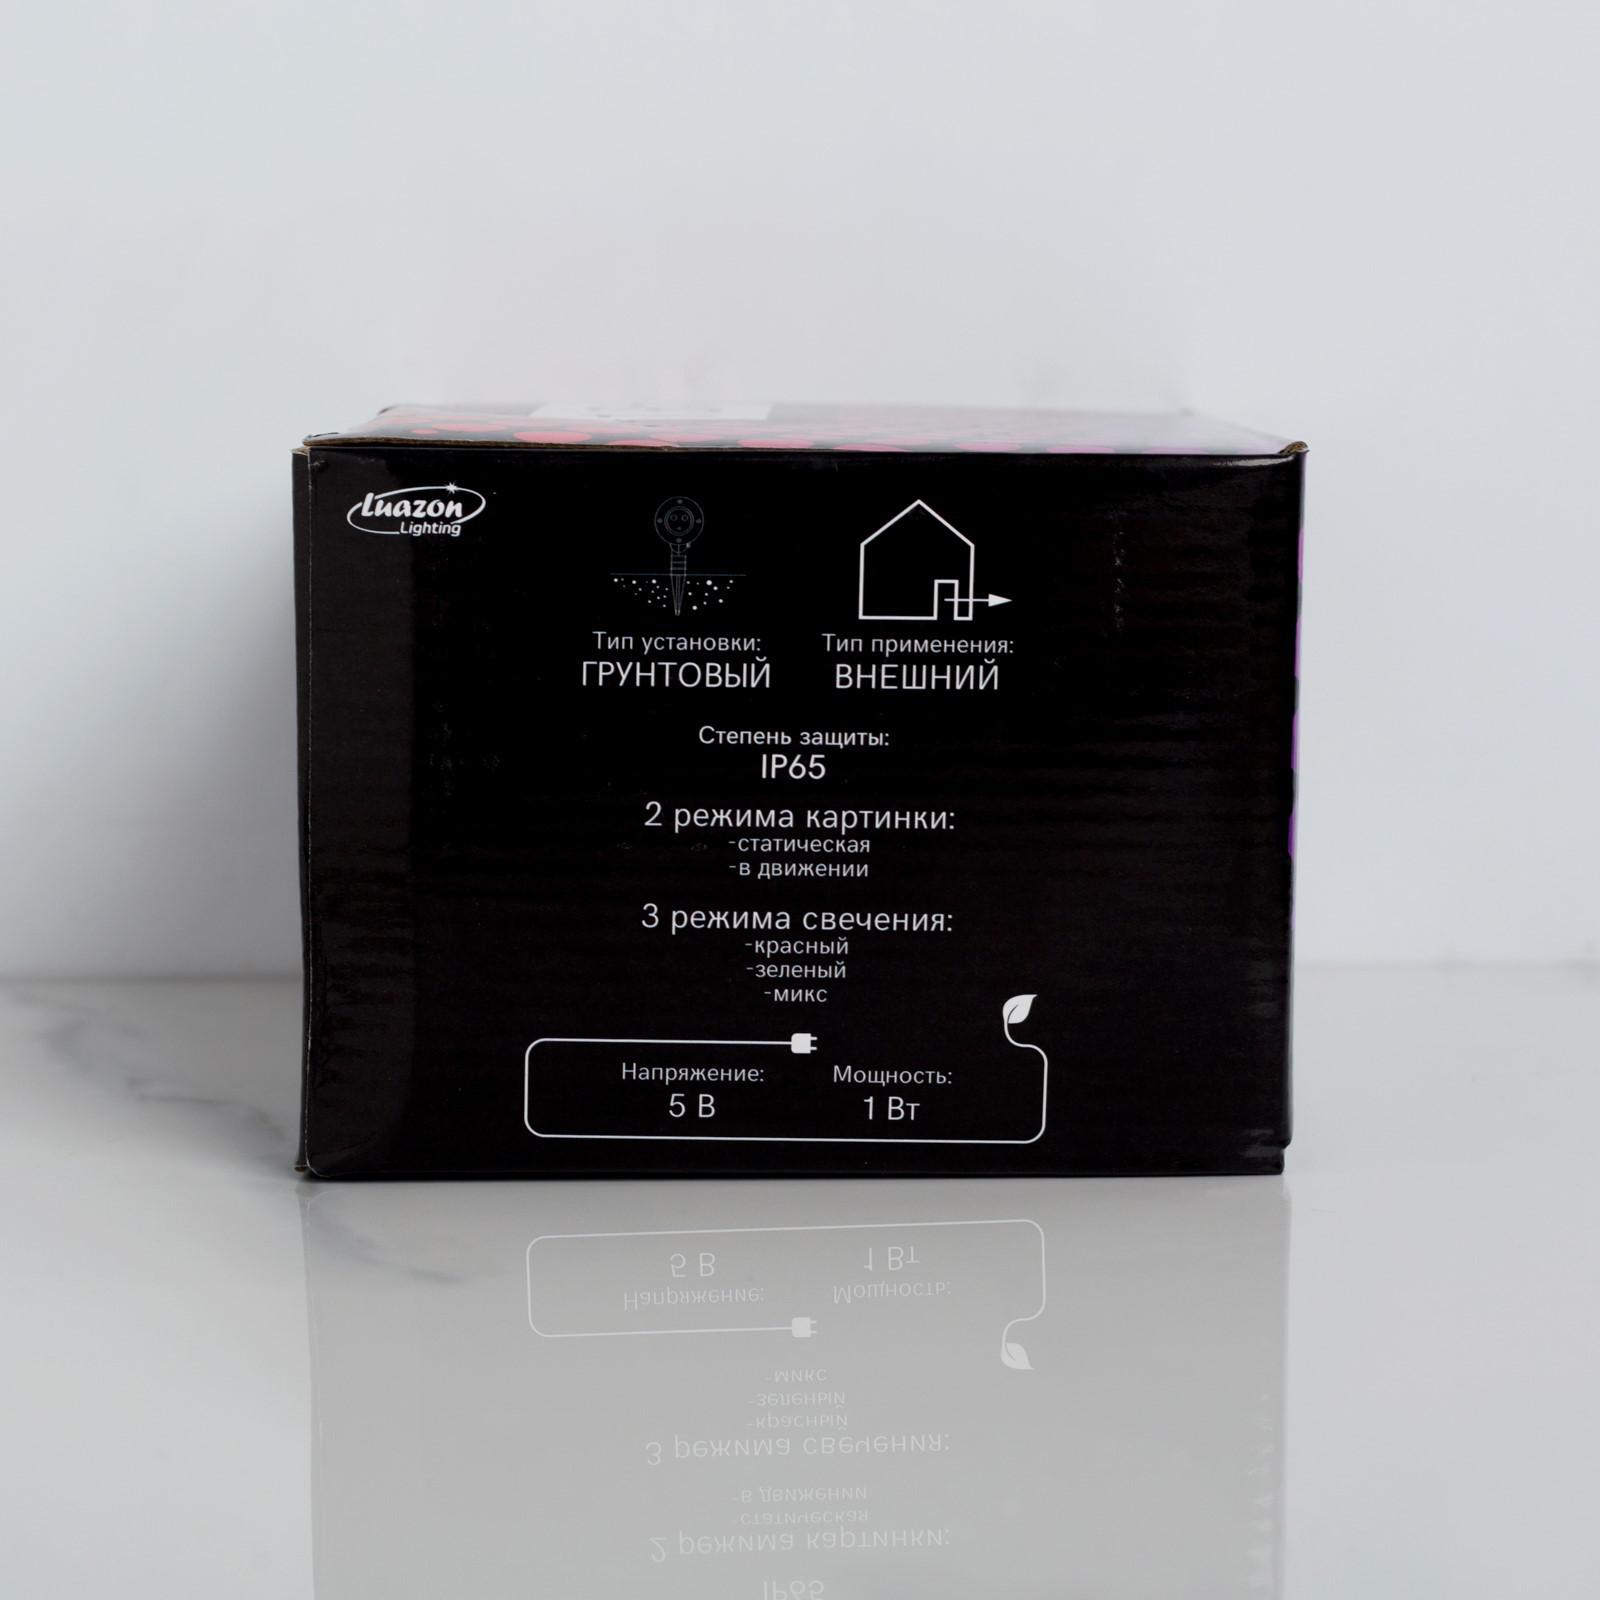 Luazon
Lighting
Тип установки:
ГРУНТОВЫЙ
Тип применения:
ВНЕШНИЙ
Степень защиты:
IP65
2 режима картинки:
-статическая
-в движении
3 режима свечения:
-красный
-зеленый
-микс
Напряжение:
5 В
Мощность:
1 Вт